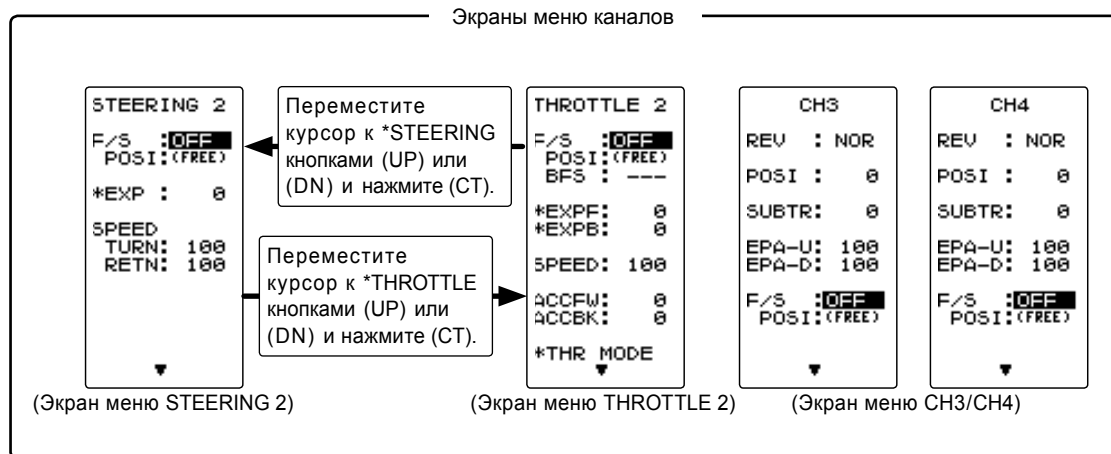 Экраны меню каналов
STEERING 2
F/S :OFF
POSI:(FREE)
*EXP : 0
SPEED
TURN: 100
RETN: 100
▼
(Экран меню STEERING 2)
Переместите
курсор к *STEERING
кнопками (UP) или
(DN) и нажмите (CT).
Переместите
курсор к *THROTTLE
кнопками (UP) или
(DN) и нажмите (CT).
THROTTLE 2
F/S :OFF
POSI:(FREE)
BFS : ---
*EXPF: 0
*EXPB: 0
SPEED: 100
ACCFW: 0
ACCBK: 0
*THR MODE
▼
(Экран меню THROTTLE 2)
CH3
REV : NOR
POSI : 0
SUBTR: 0
EPA-U: 100
EPA-D: 100
F/S :OFF
POSI:(FREE)
▼
CH4
REV : NOR
POSI : 0
SUBTR: 0
EPA-U: 100
EPA-D: 100
F/S :OFF
POSI:(FREE)
▼
(Экран меню CH3/CH4)